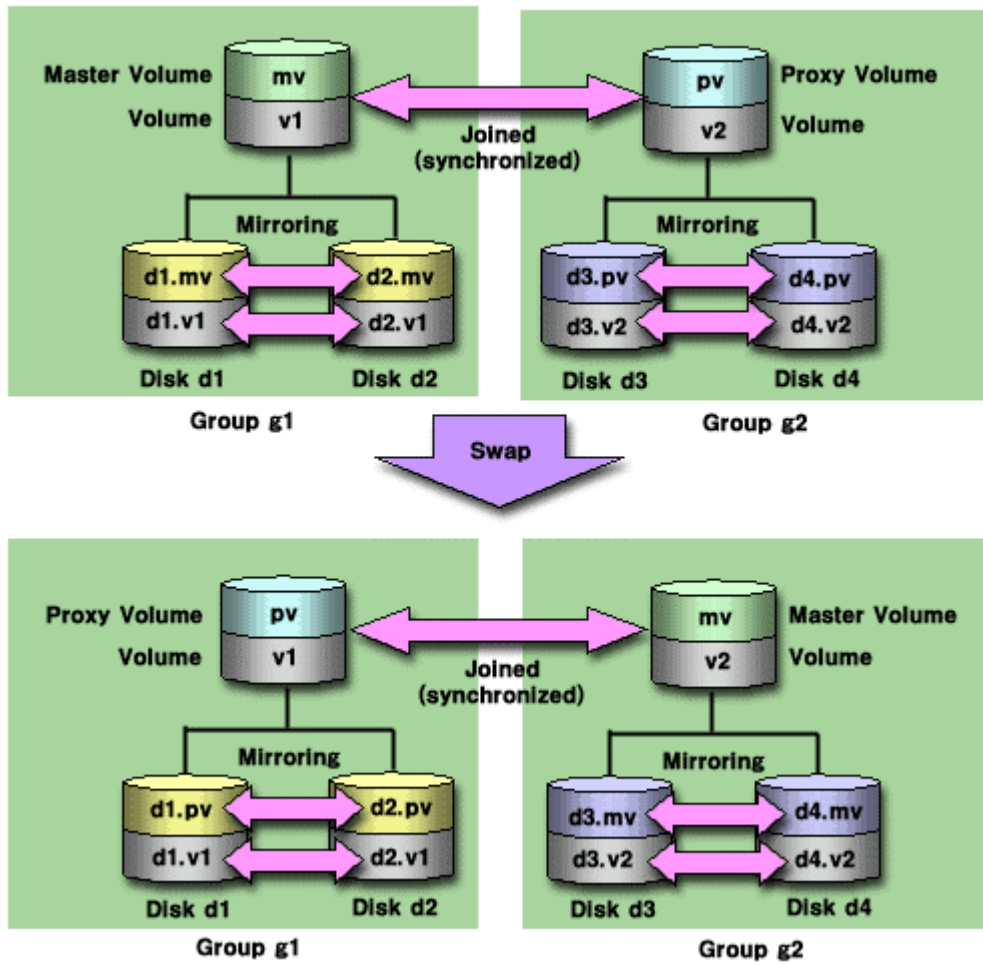 Master Volume
mv
pv
Proxy Volume
Volume
v1
v2
Volume
Joined
(synchronized)
Mirroring
Mirroring
d1.mv
d2.mv
d3.pv
d4.pv
d1.v1
d2.v1
d3.v2
d4.v2
Disk d1
Disk d2
Disk d3
Disk d4
Group g1
Group g2
Swap
Proxy Volume
pv
mv
Master Volume
Volume
v1
v2
Volume
Joined
(synchronized)
Mirroring
Mirroring
d1.pv
d2.pv
d3.mv
d4.mv
d1.v1
d2.v1
d3.v2
d4.v2
Disk d1
Disk d2
Disk d3
Disk d4
Group g1
Group g2